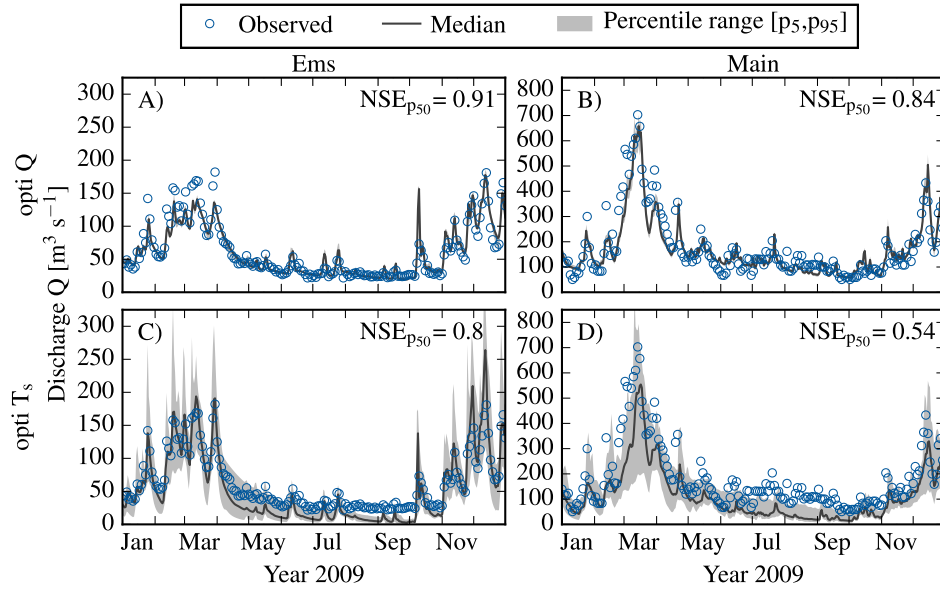 Observed Median Percentile range [p5,p95]
Ems Main
opti Q
opti Ts
Discharge Q [m³ s⁻¹]
A) NSEp50 = 0.91
300
250
200
150
100
50
0
B) NSEp50 = 0.84
800
700
600
500
400
300
200
100
0
C) NSEp50 = 0.8
300
250
200
150
100
50
0
Jan Mar May Jul Sep Nov
Year 2009
D) NSEp50 = 0.54
800
700
600
500
400
300
200
100
0
Jan Mar May Jul Sep Nov
Year 2009